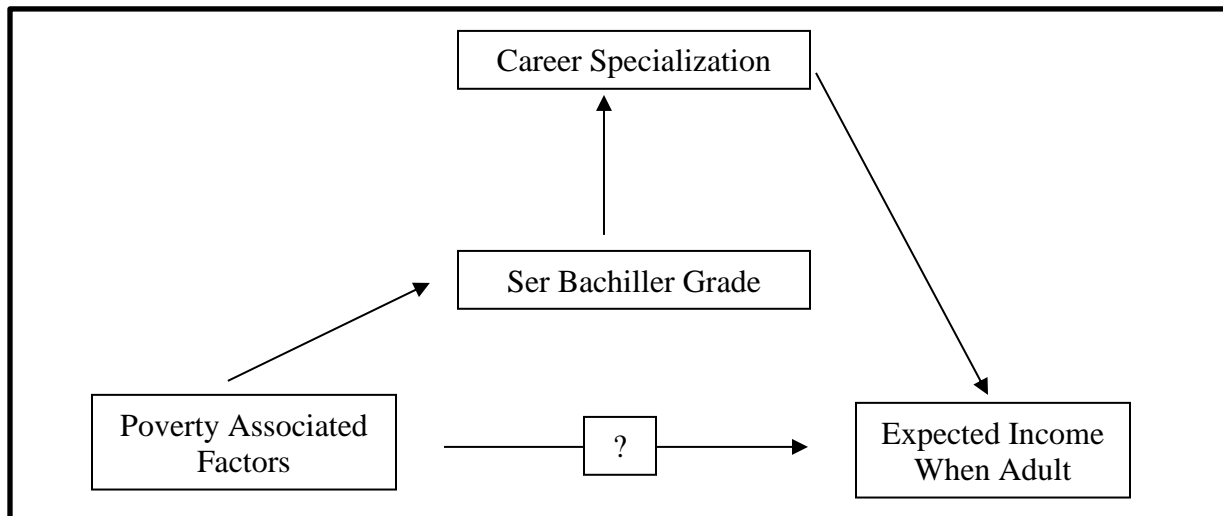 Career Specialization
Ser Bachiller Grade
Poverty Associated
Factors
?
Expected Income
When Adult